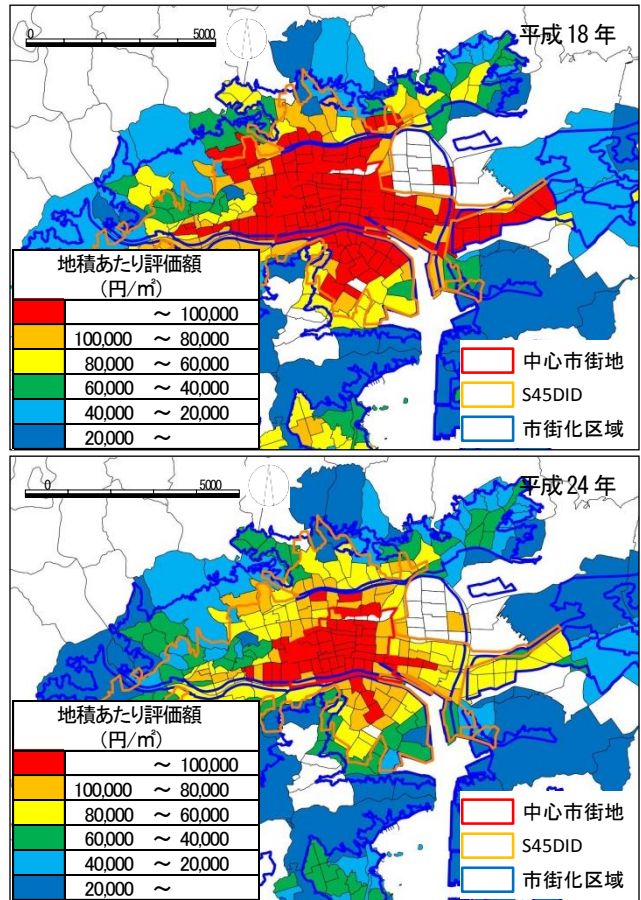 0 5000
平成 18 年
地積あたり評価額
(円/㎡)
～ 100,000
100,000 ～ 80,000
80,000 ～ 60,000
60,000 ～ 40,000
40,000 ～ 20,000
20,000 ～
中心市街地
S45DID
市街化区域
0 5000
平成 24 年
地積あたり評価額
(円/㎡)
～ 100,000
100,000 ～ 80,000
80,000 ～ 60,000
60,000 ～ 40,000
40,000 ～ 20,000
20,000 ～
中心市街地
S45DID
市街化区域